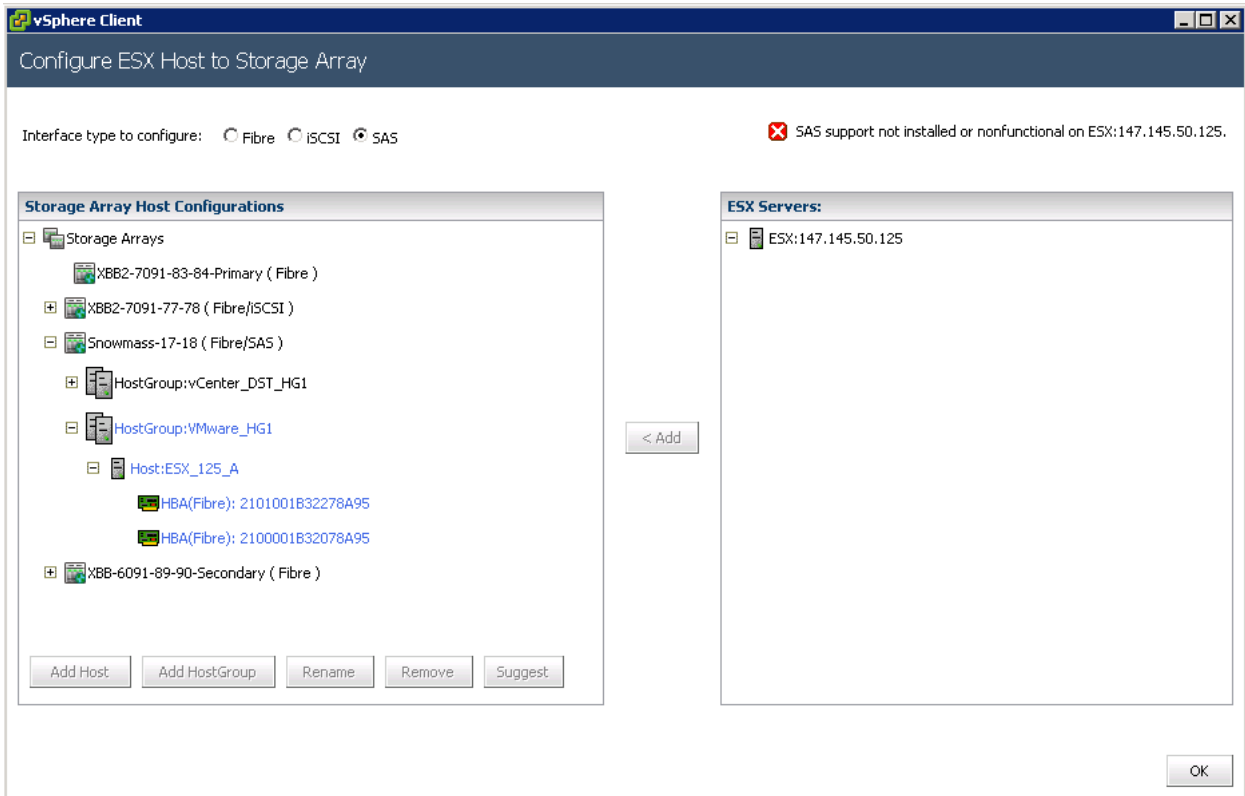 vSphere Client
Configure ESX Host to Storage Array
Interface type to configure: Fibre iSCSI SAS
SAS support not installed or nonfunctional on ESX:147.145.50.125.
Storage Array Host Configurations
Storage Arrays
XBB2-7091-83-84-Primary ( Fibre )
XBB2-7091-77-78 ( Fibre/iSCSI )
Snowmass-17-18 ( Fibre/SAS )
HostGroup:vCenter_DST_HG1
HostGroup:VMware_HG1
Host:ESX_125_A
HBA(Fibre): 2101001B32278A95
HBA(Fibre): 2100001B32078A95
XBB-6091-89-90-Secondary ( Fibre )
Add Host Add HostGroup Rename Remove Suggest
< Add
ESX Servers:
ESX:147.145.50.125
OK